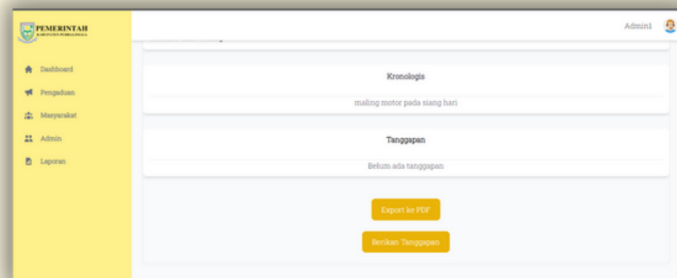 PEMERINTAH
Admin1
Dashboard
Pengaduan
Masyarakat
Admin
Laporan
Kronologis
maling motor pada siang hari
Tanggapan
Belum ada tanggapan
Export ke PDF
Berikan Tanggapan